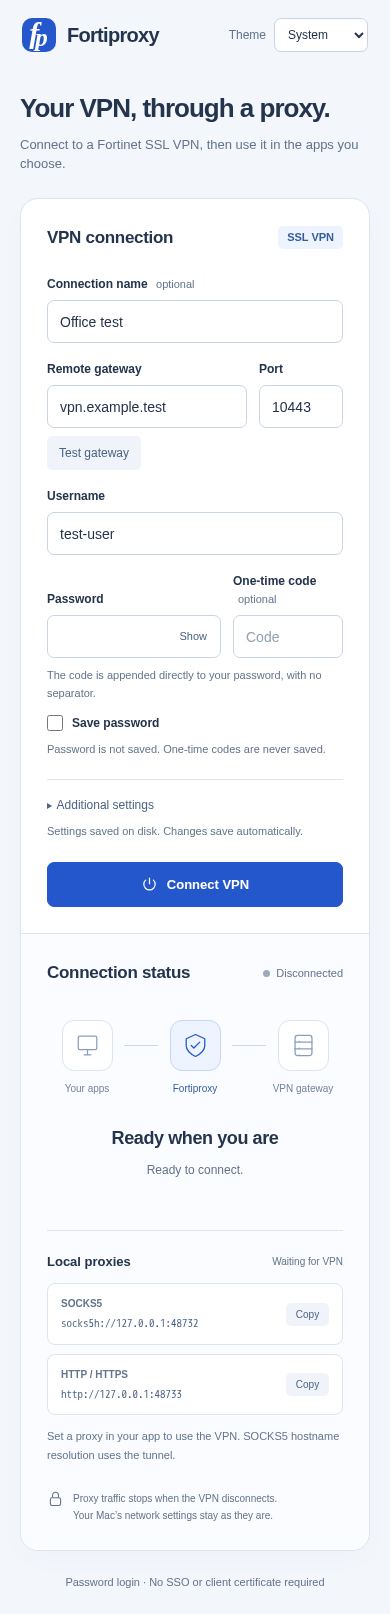 fp Fortiproxy
Theme System
Your VPN, through a proxy.
Connect to a Fortinet SSL VPN, then use it in the apps you
choose.
VPN connection SSL VPN
Connection name optional
Office test
Remote gateway Port
vpn.example.test 10443
Test gateway
Username
test-user
Password One-time code optional
Show Code
The code is appended directly to your password, with no
separator.
Save password
Password is not saved. One-time codes are never saved.
Additional settings
Settings saved on disk. Changes save automatically.
Connect VPN
Connection status Disconnected
Your apps Fortiproxy VPN gateway
Ready when you are
Ready to connect.
Local proxies Waiting for VPN
SOCKS5
socks5h://127.0.0.1:48732 Copy
HTTP / HTTPS
http://127.0.0.1:48733 Copy
Set a proxy in your app to use the VPN. SOCKS5 hostname
resolution uses the tunnel.
Proxy traffic stops when the VPN disconnects.
Your Mac’s network settings stay as they are.
Password login · No SSO or client certificate required